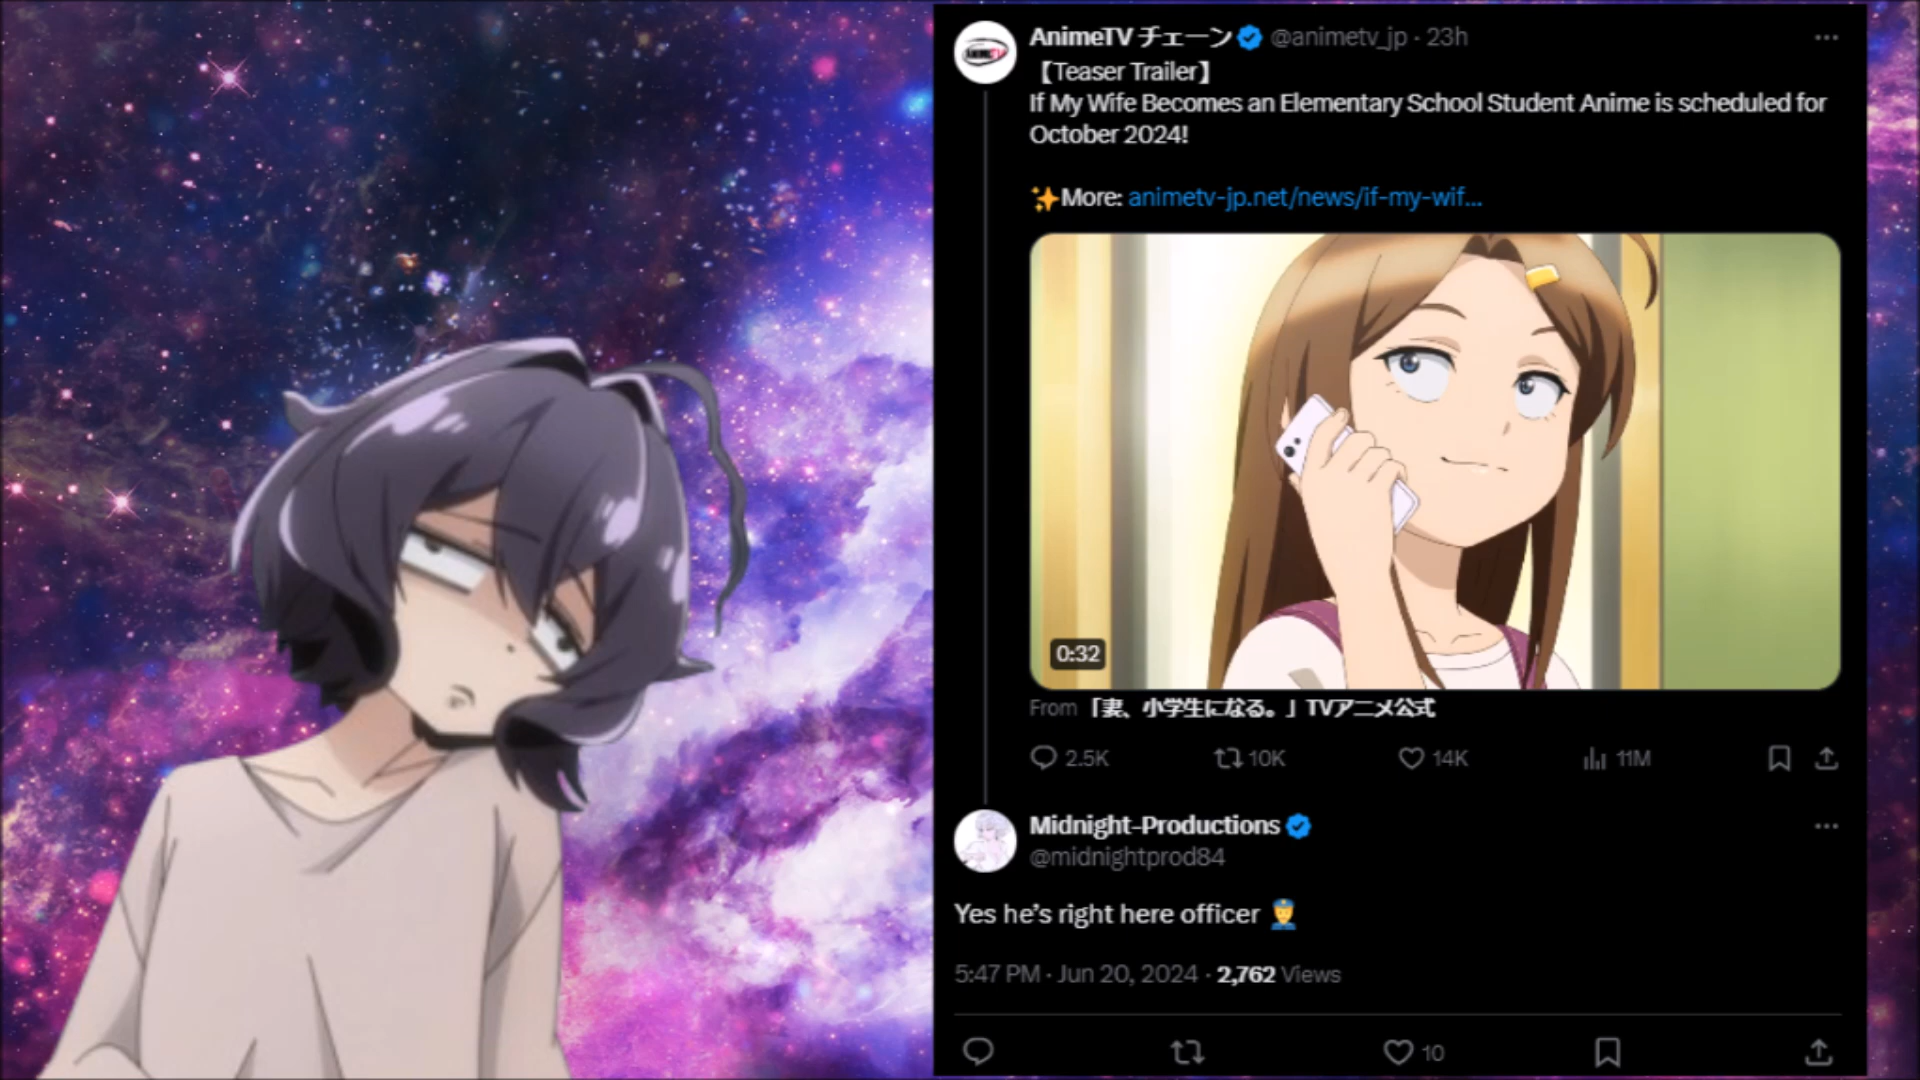 AnimeTV チェーン @animetv_jp · 23h
【Teaser Trailer】
If My Wife Becomes an Elementary School Student Anime is scheduled for
October 2024!
✨More: animetv-jp.net/news/if-my-wif...
0:32
From 「妻、小学生になる。」TVアニメ公式
2.5K 10K 14K 11M
Midnight-Productions
@midnightprod84
Yes he's right here officer 👮
5:47 PM · Jun 20, 2024 · 2,762 Views
10